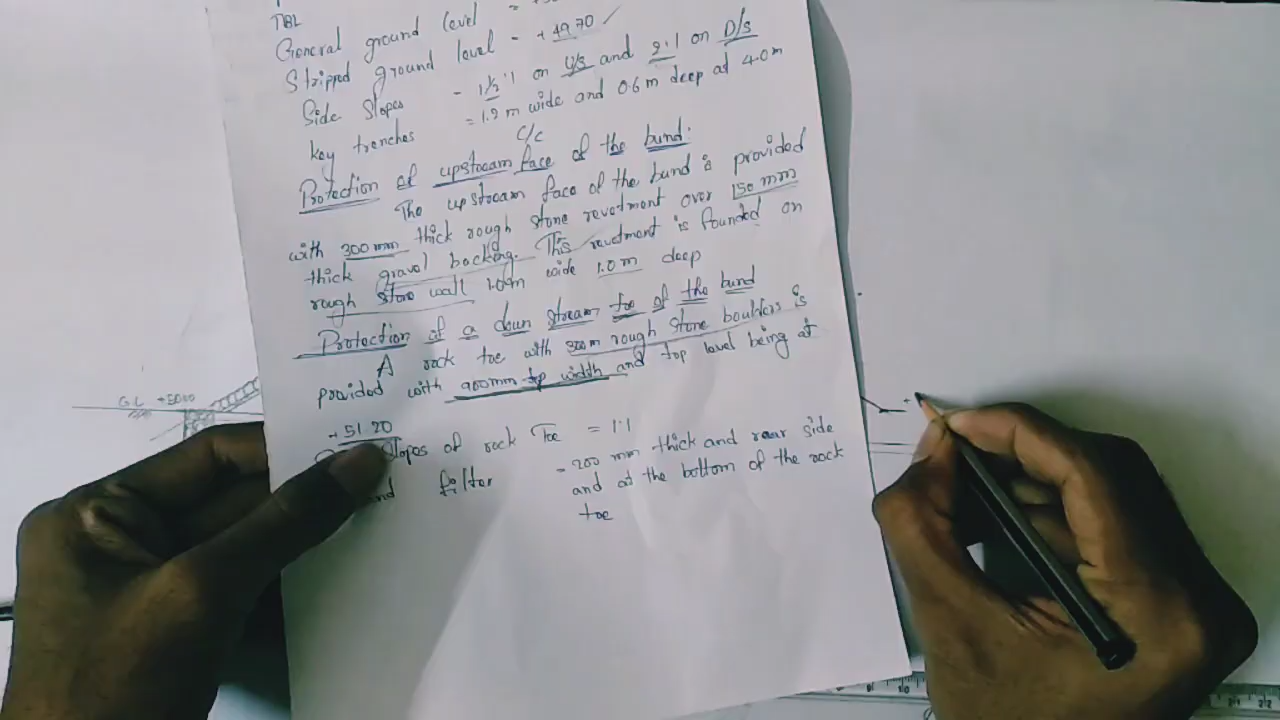 TBL
General ground level =
Stripped ground level = +49.70
Side slopes - 1½:1 on U/S and 2:1 on D/S
key trenches = 1.2 m wide and 0.6 m deep at 4.0 m
C/C
Protection of upstream face of the bund:
The upstream face of the bund is provided
with 300 mm thick rough stone revetment over 150 mm
thick gravel backing. This revetment is founded on
rough stone wall wide 1.0 m deep
Protection of a down stream toe of the bund
A rock toe with rough stone boulders is
provided with 900mm top width and top level being at
+51.20
slopes of rock Toe = 1:1
filter = 200 mm thick and rear side
and at the bottom of the rock
toe
G.L +50.00